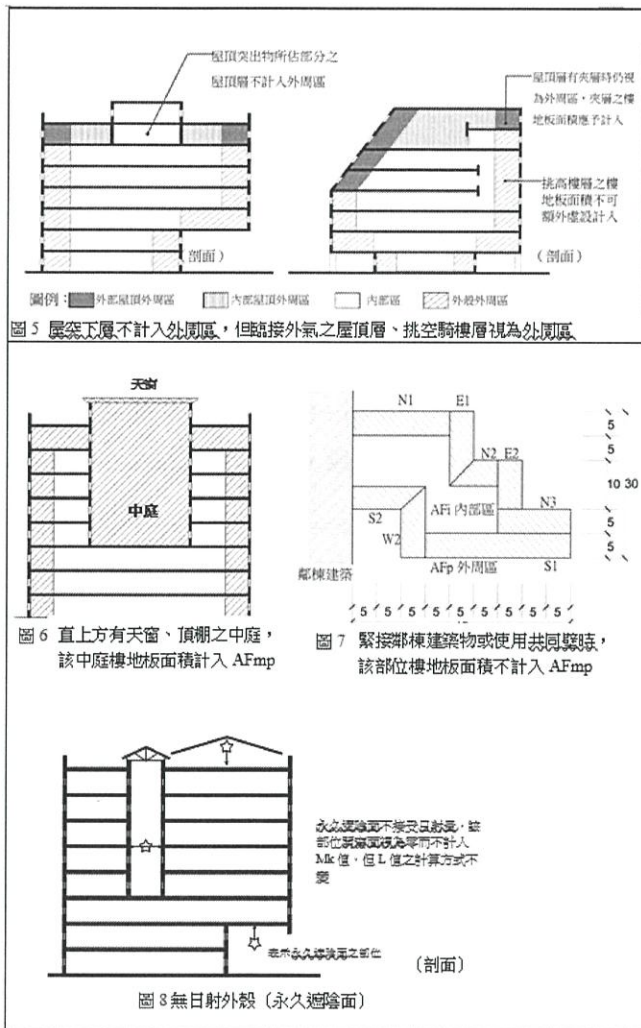 屋頂突出物所佔部分之
屋頂層不計入外周區
屋頂層有夾層時仍視
為外周區，夾層之樓
地板面積應予計入
挑高樓層之樓
地板面積不可
額外虛設計入
(剖面)
(剖面)
圖例：外部屋頂外周區 內部屋頂外周區 內部區 外殼外周區
圖 5 屋突下層不計入外周區，但臨接外氣之屋頂層、挑空騎樓層視為外周區
天窗
中庭
圖 6 直上方有天窗、頂棚之中庭，
該中庭樓地板面積計入 AFmp
N1 E1
N2 E2
AFi 內部區
N3
S2
W2
AFp 外周區
S1
鄰棟建築
5
5
10 30
5
5
5 5 5 5 5 5 5 5 5
圖 7 緊接鄰棟建築物或使用共同壁時，
該部位樓地板面積不計入 AFmp
永久遮陰面不接受日射量，該
部位開窗面視為零而不計入
Mk 值，但 L 值之計算方式不
變
表示永久遮陰面之部位
(剖面)
圖 8 無日射外殼〔永久遮陰面〕